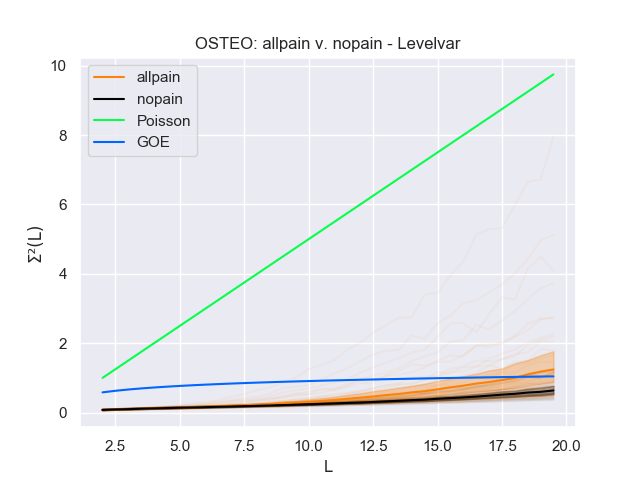 OSTEO: allpain v. nopain - Levelvar
allpain
nopain
Poisson
GOE
Σ²(L)
10
8
6
4
2
0
2.5 5.0 7.5 10.0 12.5 15.0 17.5 20.0
L